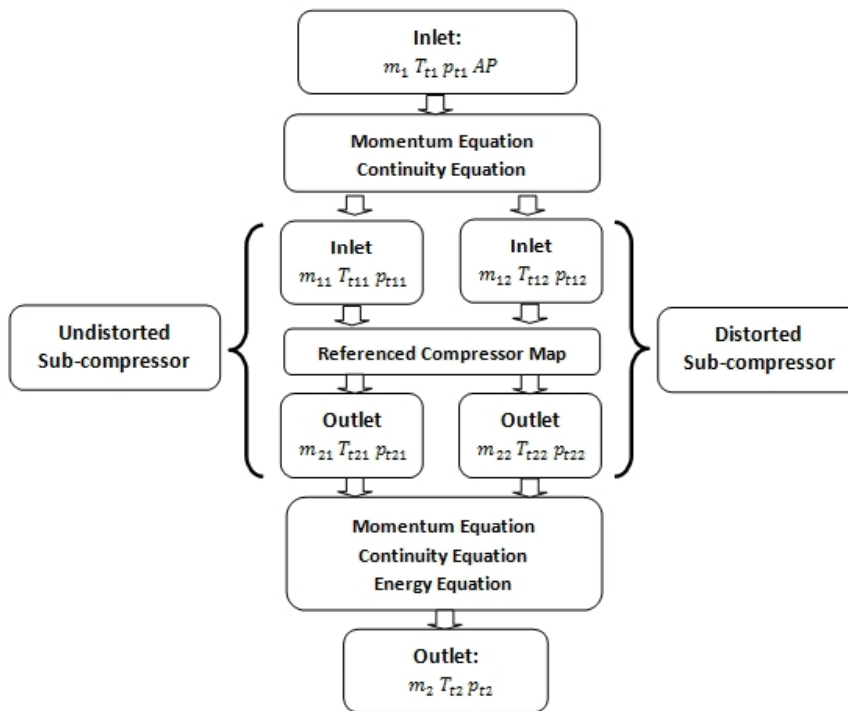 Inlet:
m₁ Tₜ₁ pₜ₁ AP
Momentum Equation
Continuity Equation
Inlet
m₁₁ Tₜ₁₁ pₜ₁₁
Inlet
m₁₂ Tₜ₁₂ pₜ₁₂
Undistorted
Sub-compressor
Referenced Compressor Map
Distorted
Sub-compressor
Outlet
m₂₁ Tₜ₂₁ pₜ₂₁
Outlet
m₂₂ Tₜ₂₂ pₜ₂₂
Momentum Equation
Continuity Equation
Energy Equation
Outlet:
m₂ Tₜ₂ pₜ₂